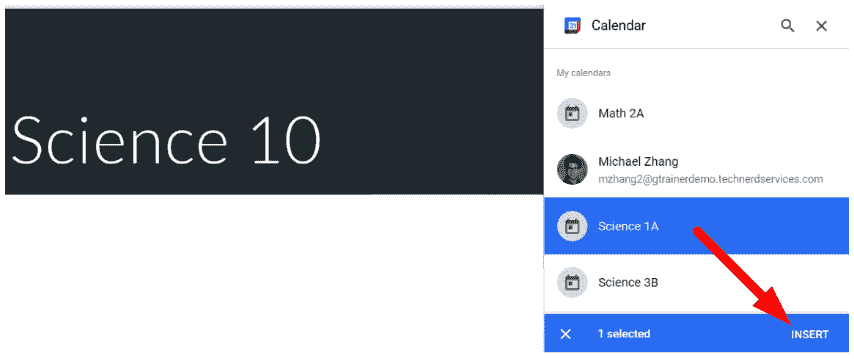 Science 10
Calendar
My calendars
Math 2A
Michael Zhang
mzhang2@gtrainerdemo.technerdservices.com
Science 1A
Science 3B
1 selected
INSERT